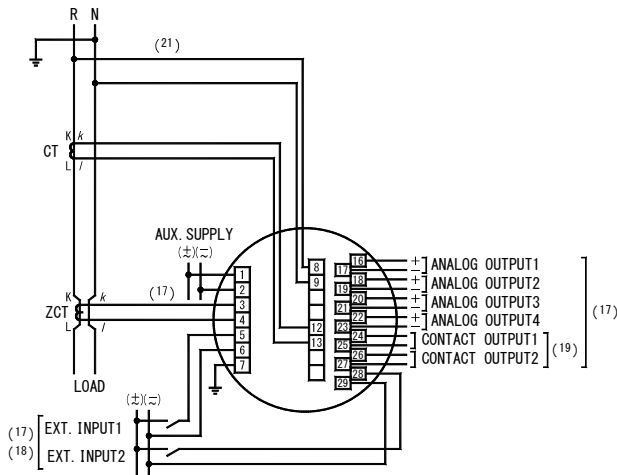 R N
(21)
K k
CT
L l
AUX. SUPPLY
(±)(–)
(17)
K k
ZCT
L l
LOAD
1
2
3
4
5
6
7
8
9
12
13
16
17
18
19
20
21
22
23
24
25
26
27
28
29
+
− ANALOG OUTPUT1
+
− ANALOG OUTPUT2
+
− ANALOG OUTPUT3
+
− ANALOG OUTPUT4
CONTACT OUTPUT1
CONTACT OUTPUT2
(19)
(17)
(±)(–)
(17)
(18)
EXT. INPUT1
EXT. INPUT2